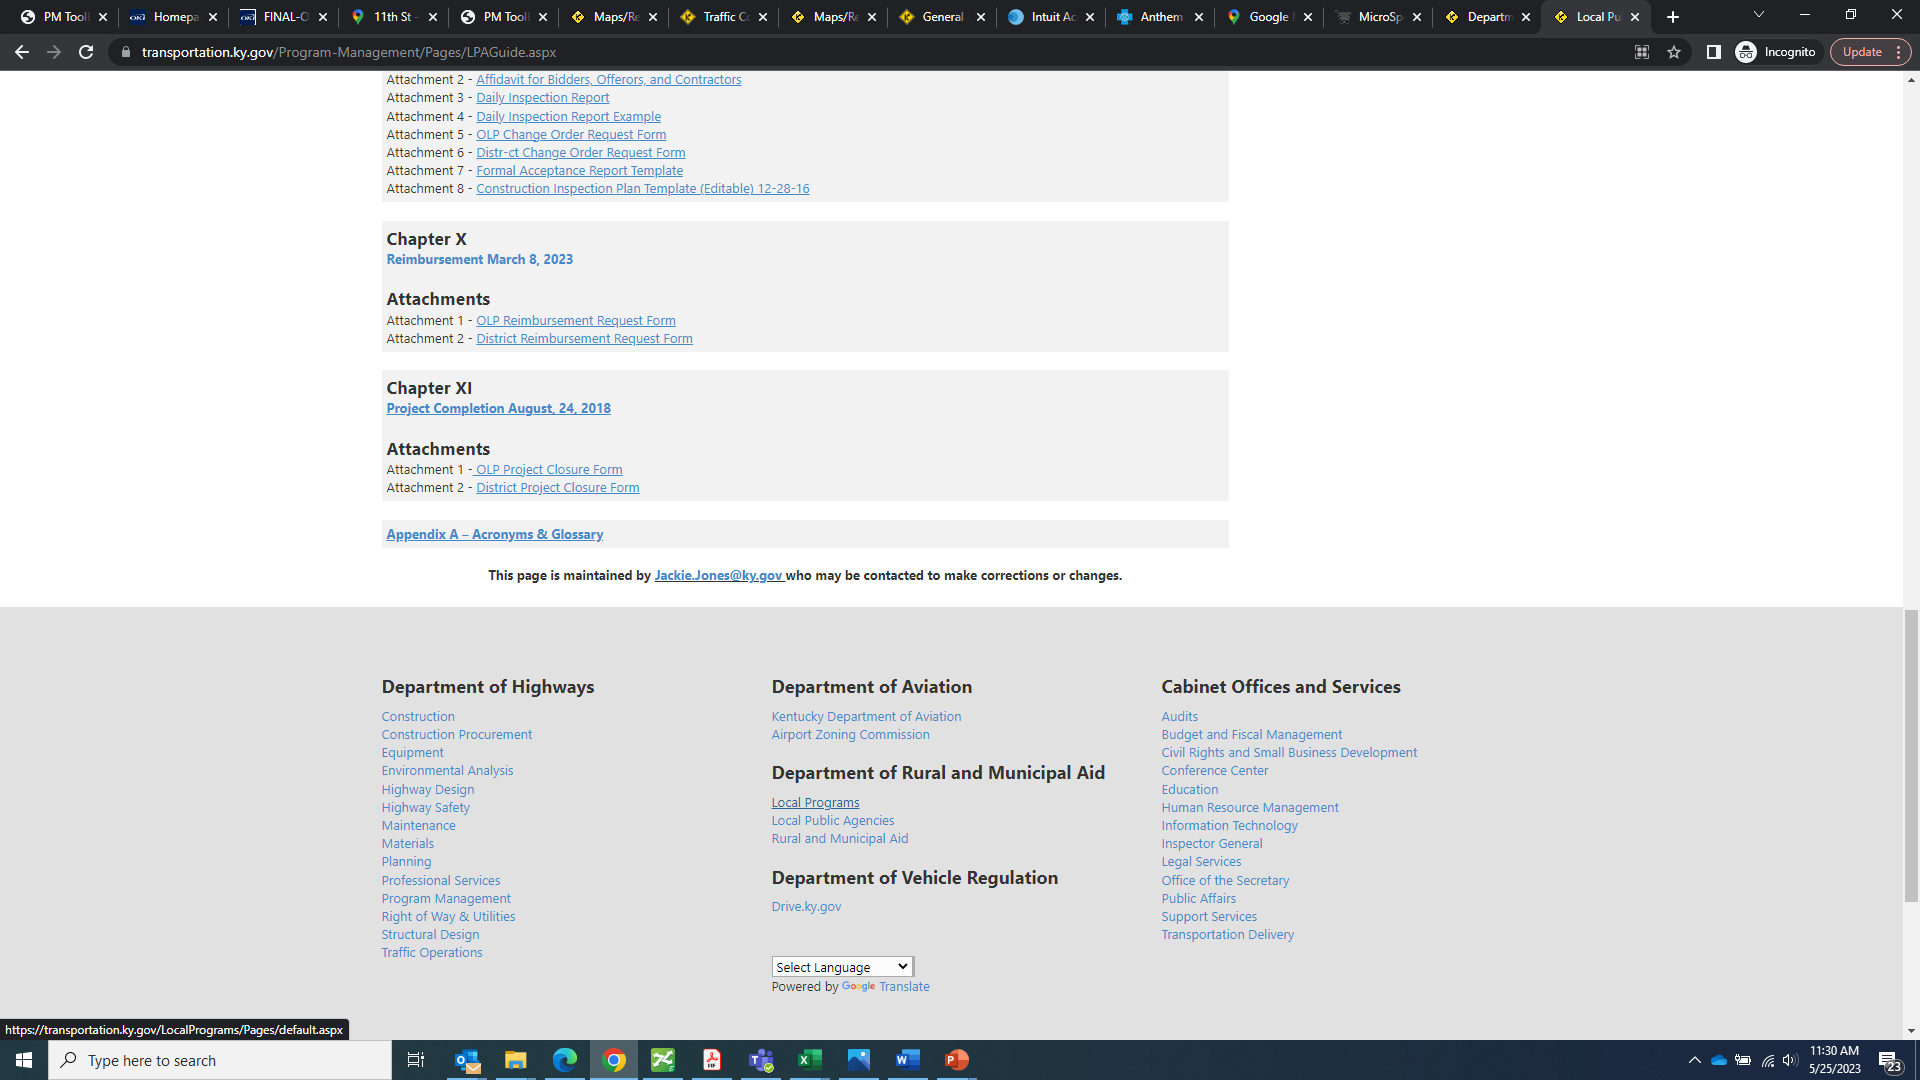 PM Tool
Homepa
FINAL-O
11th St -
PM Tool
Maps/Re
Traffic Co
Maps/Re
General
Intuit Ac
Anthem
Google
MicroSp
Departm
Local Pu
transportation.ky.gov/Program-Management/Pages/LPAGuide.aspx
Incognito
Update
Attachment 2 - Affidavit for Bidders, Offerors, and Contractors
Attachment 3 - Daily Inspection Report
Attachment 4 - Daily Inspection Report Example
Attachment 5 - OLP Change Order Request Form
Attachment 6 - Distr-ct Change Order Request Form
Attachment 7 - Formal Acceptance Report Template
Attachment 8 - Construction Inspection Plan Template (Editable) 12-28-16
Chapter X
Reimbursement March 8, 2023
Attachments
Attachment 1 - OLP Reimbursement Request Form
Attachment 2 - District Reimbursement Request Form
Chapter XI
Project Completion August, 24, 2018
Attachments
Attachment 1 - OLP Project Closure Form
Attachment 2 - District Project Closure Form
Appendix A – Acronyms & Glossary
This page is maintained by Jackie.Jones@ky.gov who may be contacted to make corrections or changes.
Department of Highways
Construction
Construction Procurement
Equipment
Environmental Analysis
Highway Design
Highway Safety
Maintenance
Materials
Planning
Professional Services
Program Management
Right of Way & Utilities
Structural Design
Traffic Operations
Department of Aviation
Kentucky Department of Aviation
Airport Zoning Commission
Department of Rural and Municipal Aid
Local Programs
Local Public Agencies
Rural and Municipal Aid
Department of Vehicle Regulation
Drive.ky.gov
Select Language
Powered by Google Translate
Cabinet Offices and Services
Audits
Budget and Fiscal Management
Civil Rights and Small Business Development
Conference Center
Education
Human Resource Management
Information Technology
Inspector General
Legal Services
Office of the Secretary
Public Affairs
Support Services
Transportation Delivery
https://transportation.ky.gov/LocalPrograms/Pages/default.aspx
Type here to search
11:30 AM
5/25/2023
23